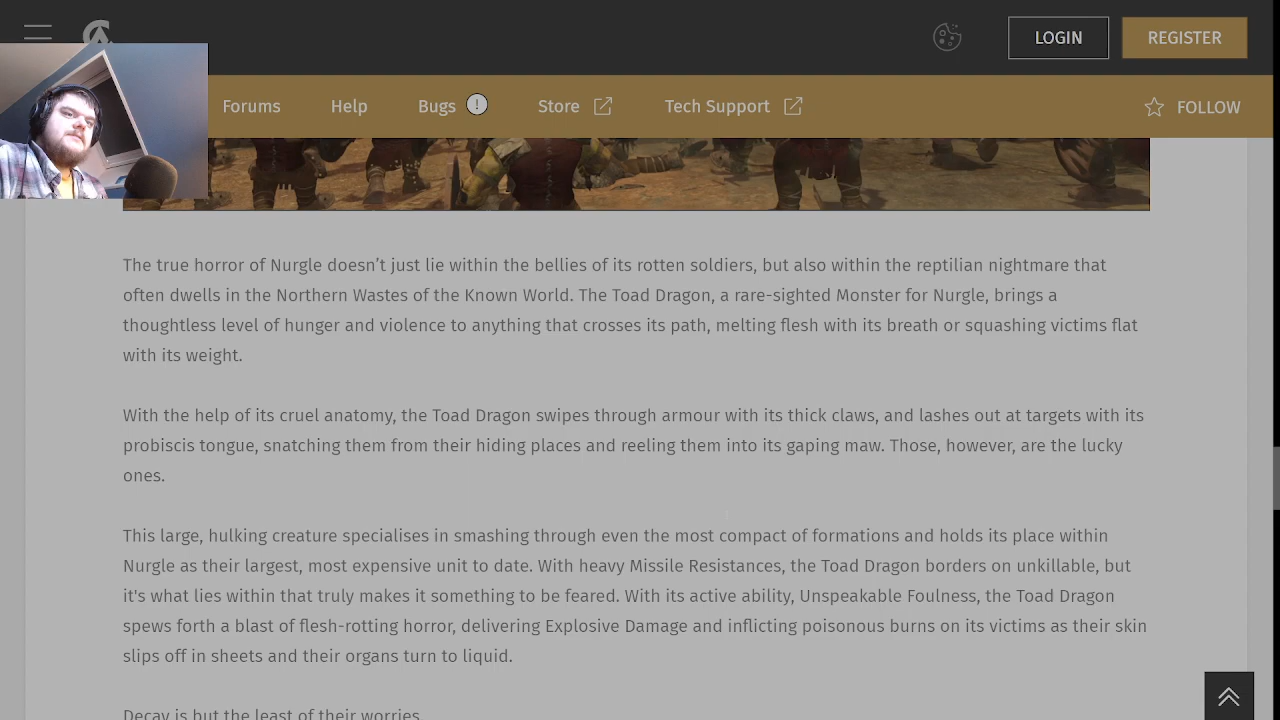 LOGIN
REGISTER
Forums
Help
Bugs !
Store
Tech Support
FOLLOW
The true horror of Nurgle doesn’t just lie within the bellies of its rotten soldiers, but also within the reptilian nightmare that
often dwells in the Northern Wastes of the Known World. The Toad Dragon, a rare-sighted Monster for Nurgle, brings a
thoughtless level of hunger and violence to anything that crosses its path, melting flesh with its breath or squashing victims flat
with its weight.
With the help of its cruel anatomy, the Toad Dragon swipes through armour with its thick claws, and lashes out at targets with its
probiscis tongue, snatching them from their hiding places and reeling them into its gaping maw. Those, however, are the lucky
ones.
This large, hulking creature specialises in smashing through even the most compact of formations and holds its place within
Nurgle as their largest, most expensive unit to date. With heavy Missile Resistances, the Toad Dragon borders on unkillable, but
it's what lies within that truly makes it something to be feared. With its active ability, Unspeakable Foulness, the Toad Dragon
spews forth a blast of flesh-rotting horror, delivering Explosive Damage and inflicting poisonous burns on its victims as their skin
slips off in sheets and their organs turn to liquid.
Decay is but the least of their worries